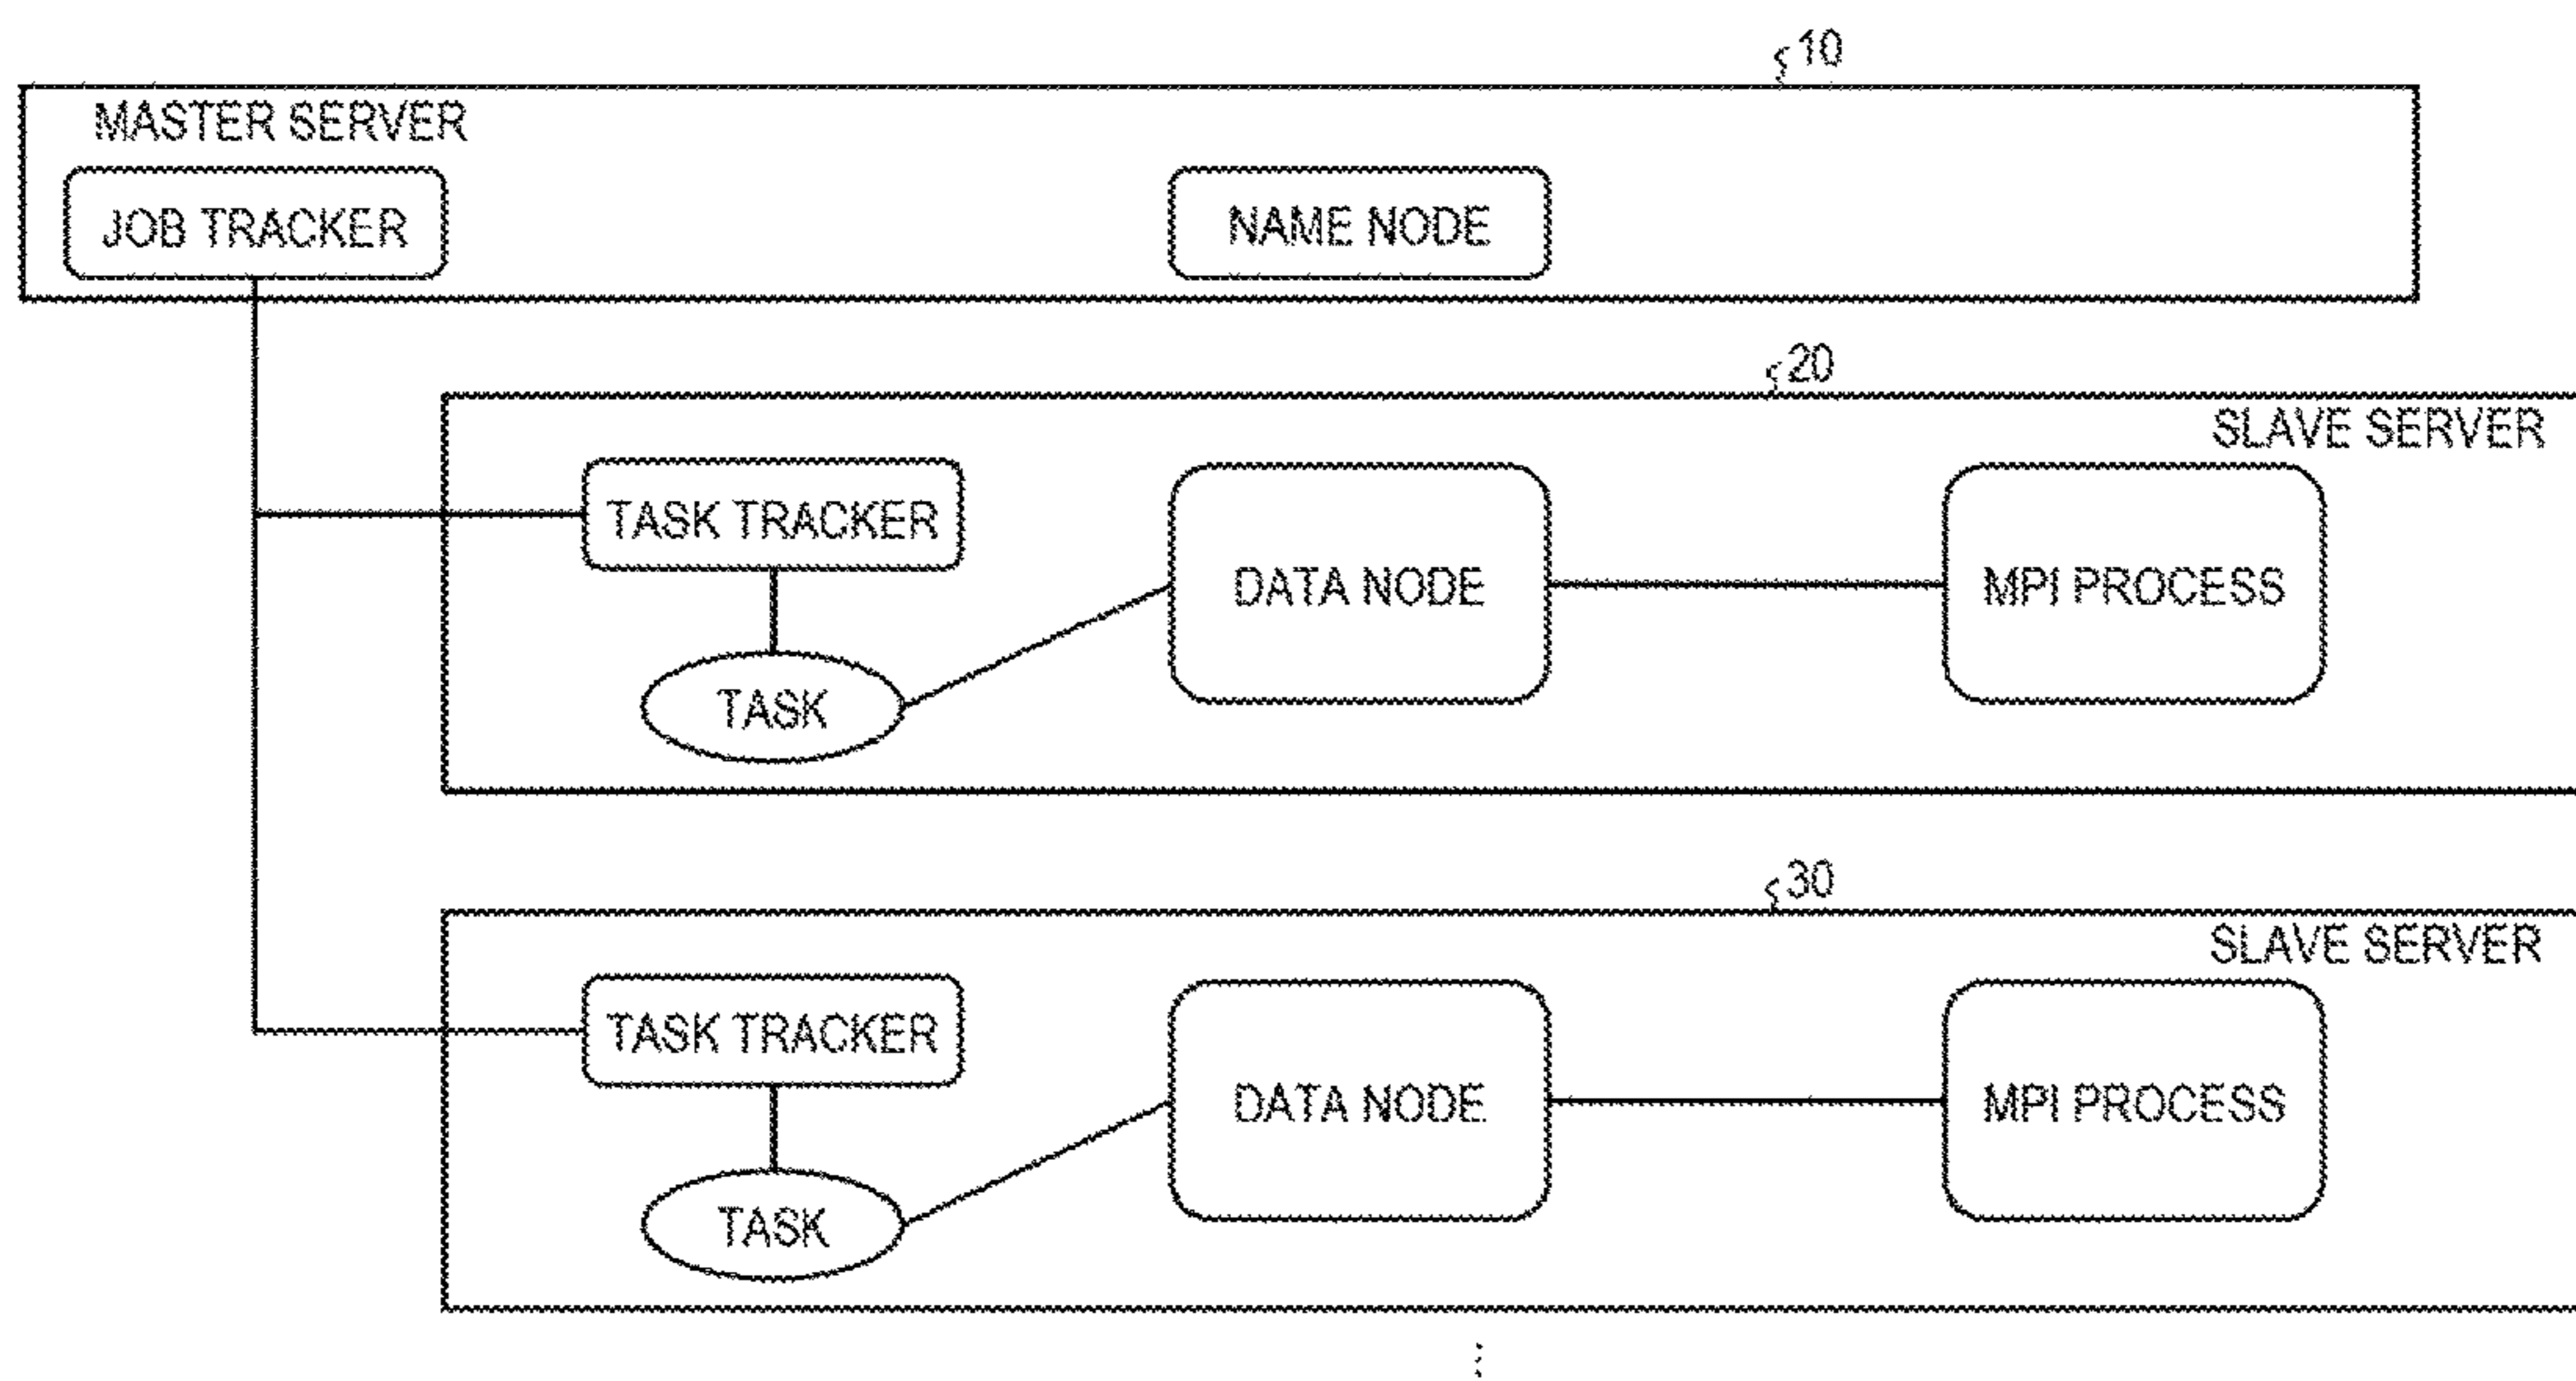 10
MASTER SERVER
JOB TRACKER
NAME NODE
20
SLAVE SERVER
TASK TRACKER
DATA NODE
MPI PROCESS
TASK
30
SLAVE SERVER
TASK TRACKER
DATA NODE
MPI PROCESS
TASK